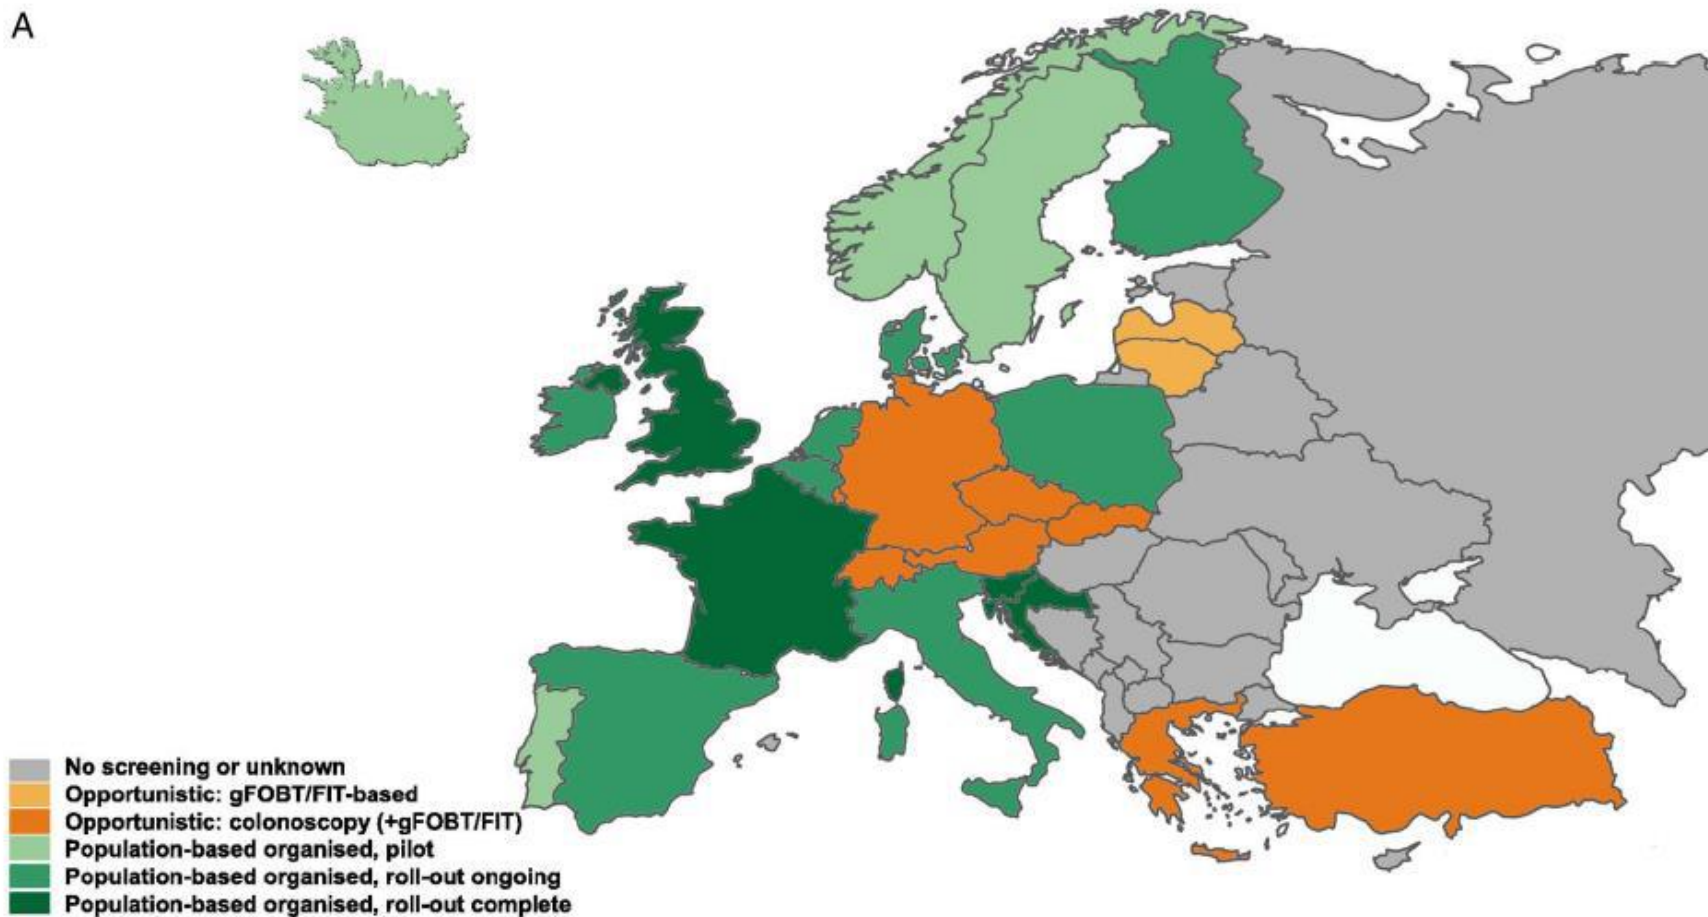 A
No screening or unknown
Opportunistic: gFOBT/FIT-based
Opportunistic: colonoscopy (+gFOBT/FIT)
Population-based organised, pilot
Population-based organised, roll-out ongoing
Population-based organised, roll-out complete